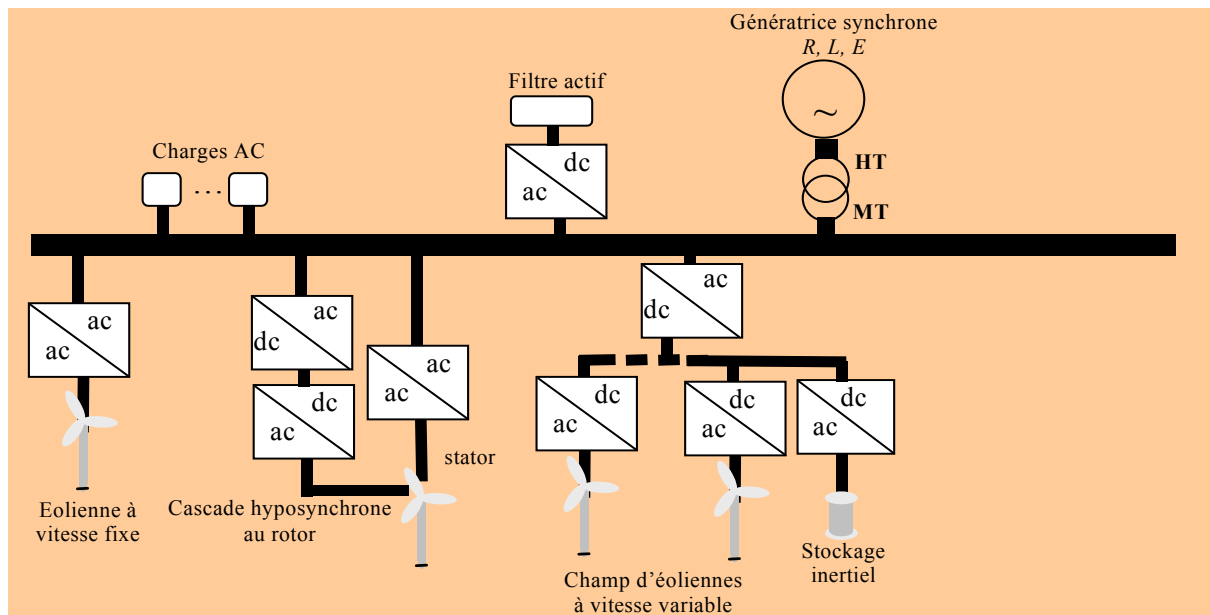 Génératrice synchrone
R, L, E
~
HT
MT
Filtre actif
dc
ac
Charges AC
...
ac
ac
Eolienne à
vitesse fixe
ac
dc
dc
ac
Cascade hyposynchrone
au rotor
ac
ac
stator
ac
dc
dc
ac
dc
ac
dc
ac
Champ d'éoliennes
à vitesse variable
Stockage
inertiel